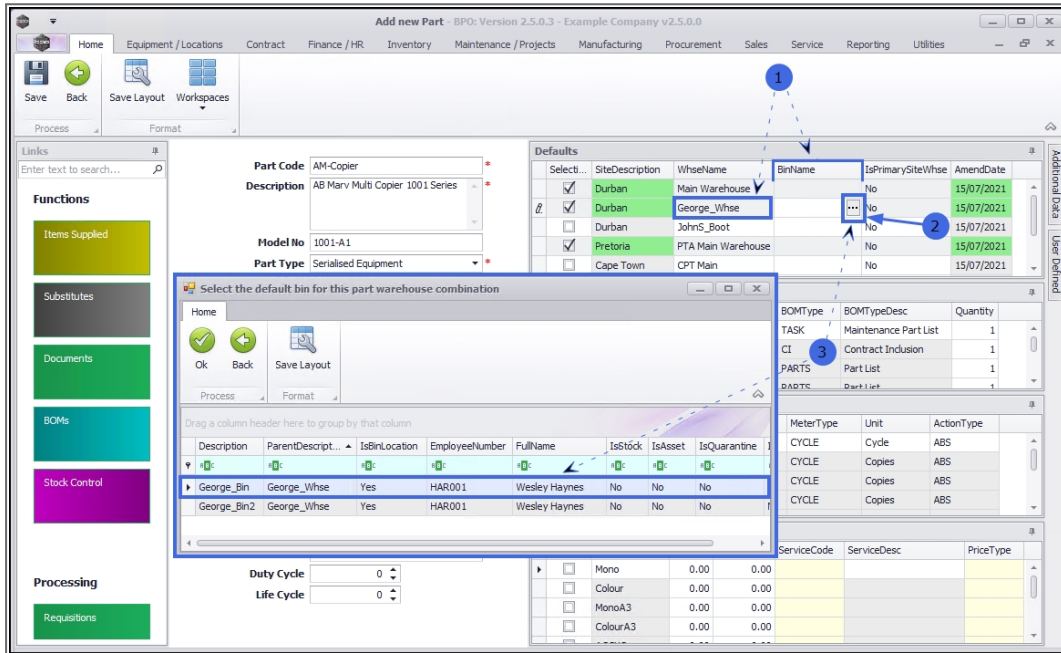 Add new Part - BPO: Version 2.5.0.3 - Example Company v2.5.0.0
Home Equipment / Locations Contract Finance / HR Inventory Maintenance / Projects Manufacturing Procurement Sales Service Reporting Utilities
Save Back Save Layout Workspaces
Process Format
Links
Enter text to search...
Functions
Items Supplied
Substitutes
Documents
BOMs
Stock Control
Processing
Requisitions
Part Code AM-Copier *
Description AB Marv Multi Copier 1001 Series *
Model No 1001-A1
Part Type Serialised Equipment *
Duty Cycle 0
Life Cycle 0
1
2
3
Defaults
Selecti... SiteDescription WhseName BinName IsPrimarySiteWhse AmendDate
Durban Main Warehouse No 15/07/2021
Durban George_Whse ... No 15/07/2021
Durban JohnS_Boot No 15/07/2021
Pretoria PTA Main Warehouse No 15/07/2021
Cape Town CPT Main No 15/07/2021
Additional Data
User Defined
BOMType BOMTypeDesc Quantity
TASK Maintenance Part List 1
CI Contract Inclusion 1
PARTS Part List 1
PARTS Part List 1
MeterType Unit ActionType
CYCLE Cycle ABS
CYCLE Copies ABS
CYCLE Copies ABS
CYCLE Copies ABS
ServiceCode ServiceDesc PriceType
Mono 0.00 0.00
Colour 0.00 0.00
MonoA3 0.00 0.00
ColourA3 0.00 0.00
Select the default bin for this part warehouse combination
Home
Ok Back Save Layout
Process Format
Drag a column header here to group by that column
Description ParentDescript... IsBinLocation EmployeeNumber FullName IsStock IsAsset IsQuarantine
George_Bin George_Whse Yes HAR001 Wesley Haynes No No No
George_Bin2 George_Whse Yes HAR001 Wesley Haynes No No No